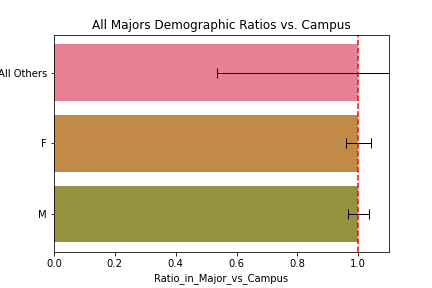 All Majors Demographic Ratios vs. Campus
All Others
F
M
0.0 0.2 0.4 0.6 0.8 1.0
Ratio_in_Major_vs_Campus